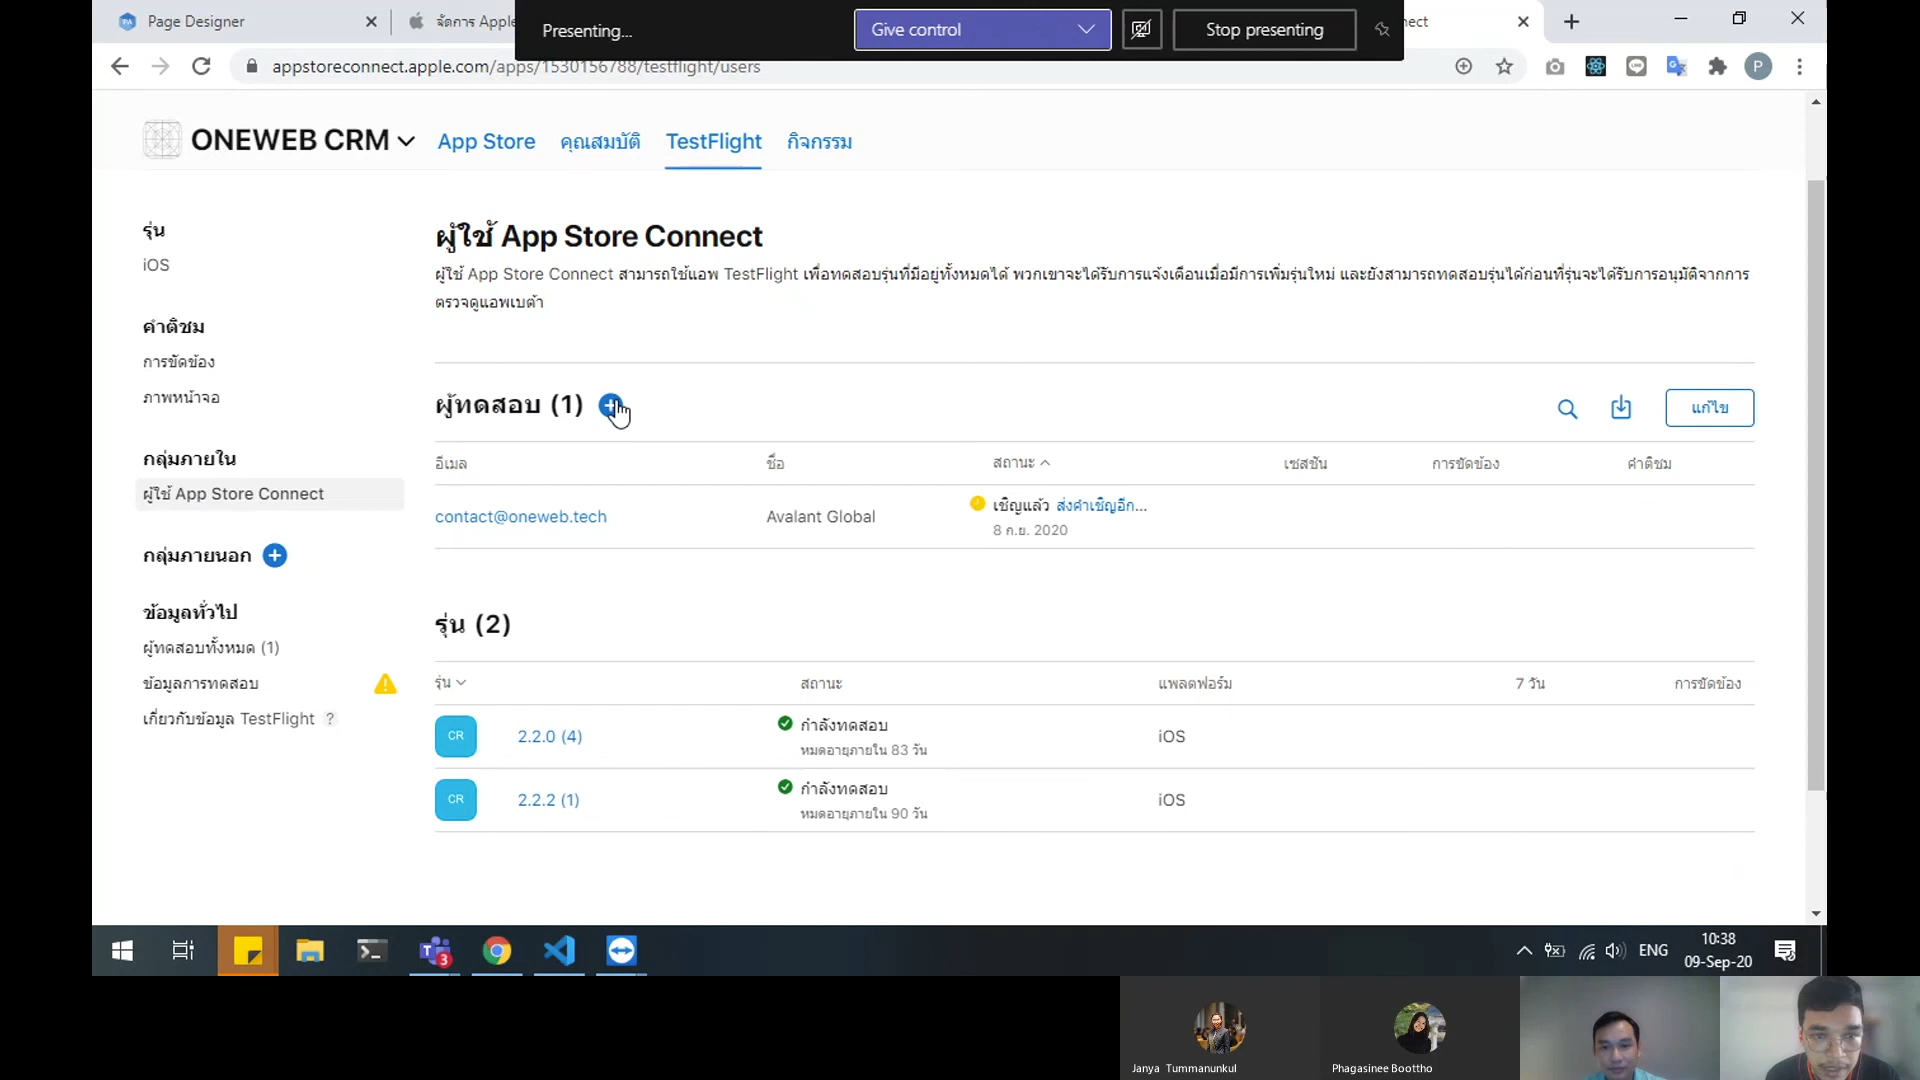 Page Designer
จัดการ Apple
Presenting...
Give control
Stop presenting
nect
appstoreconnect.apple.com/apps/1530156788/testflight/users
P
ONEWEB CRM
App Store
คุณสมบัติ
TestFlight
กิจกรรม
รุ่น
iOS
คำติชม
การขัดข้อง
ภาพหน้าจอ
กลุ่มภายใน
ผู้ใช้ App Store Connect
กลุ่มภายนอก
ข้อมูลทั่วไป
ผู้ทดสอบทั้งหมด (1)
ข้อมูลการทดสอบ
เกี่ยวกับข้อมูล TestFlight ?
ผู้ใช้ App Store Connect
ผู้ใช้ App Store Connect สามารถใช้แอพ TestFlight เพื่อทดสอบรุ่นที่มีอยู่ทั้งหมดได้ พวกเขาจะได้รับการแจ้งเตือนเมื่อมีการเพิ่มรุ่นใหม่ และยังสามารถทดสอบรุ่นได้ก่อนที่รุ่นจะได้รับการอนุมัติจากการ
ตรวจดูแอพเบต้า
ผู้ทดสอบ (1)
แก้ไข
อีเมล ชื่อ สถานะ เซสชัน การขัดข้อง คำติชม
contact@oneweb.tech Avalant Global เชิญแล้ว ส่งคำเชิญอีก...
8 ก.ย. 2020
รุ่น (2)
รุ่น สถานะ แพลตฟอร์ม 7 วัน การขัดข้อง
CR 2.2.0 (4) กำลังทดสอบ iOS
หมดอายุภายใน 83 วัน
CR 2.2.2 (1) กำลังทดสอบ iOS
หมดอายุภายใน 90 วัน
3
ENG
10:38
09-Sep-20
Janya Tummanunkul
Phagasinee Boottho